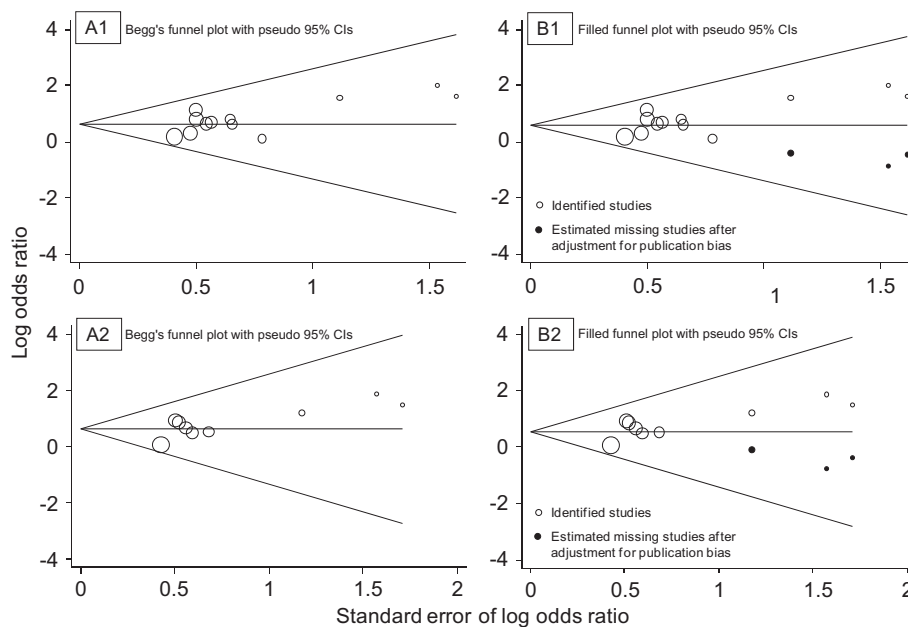 A1 Begg's funnel plot with pseudo 95% CIs
4
2
0
-2
-4
0 0.5 1 1.5
B1 Filled funnel plot with pseudo 95% CIs
4
2
0
-2
-4
Identified studies
Estimated missing studies after
adjustment for publication bias
0 0.5 1 1.5
A2 Begg's funnel plot with pseudo 95% CIs
4
2
0
-2
-4
0 0.5 1 1.5 2
B2 Filled funnel plot with pseudo 95% CIs
4
2
0
-2
-4
Identified studies
Estimated missing studies after
adjustment for publication bias
0 0.5 1 1.5 2
Log odds ratio
Standard error of log odds ratio